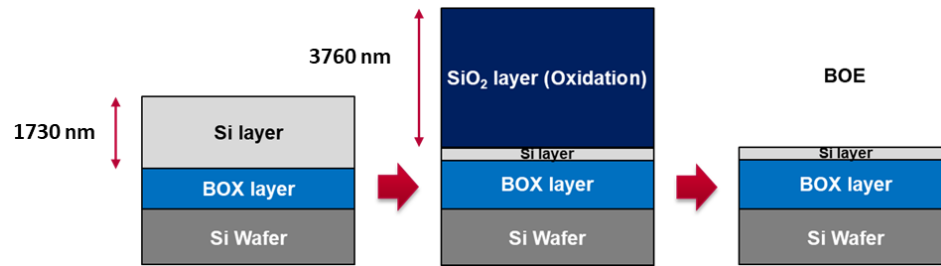 1730 nm
Si layer
BOX layer
Si Wafer
3760 nm
SiO₂ layer (Oxidation)
Si layer
BOX layer
Si Wafer
BOE
Si layer
BOX layer
Si Wafer